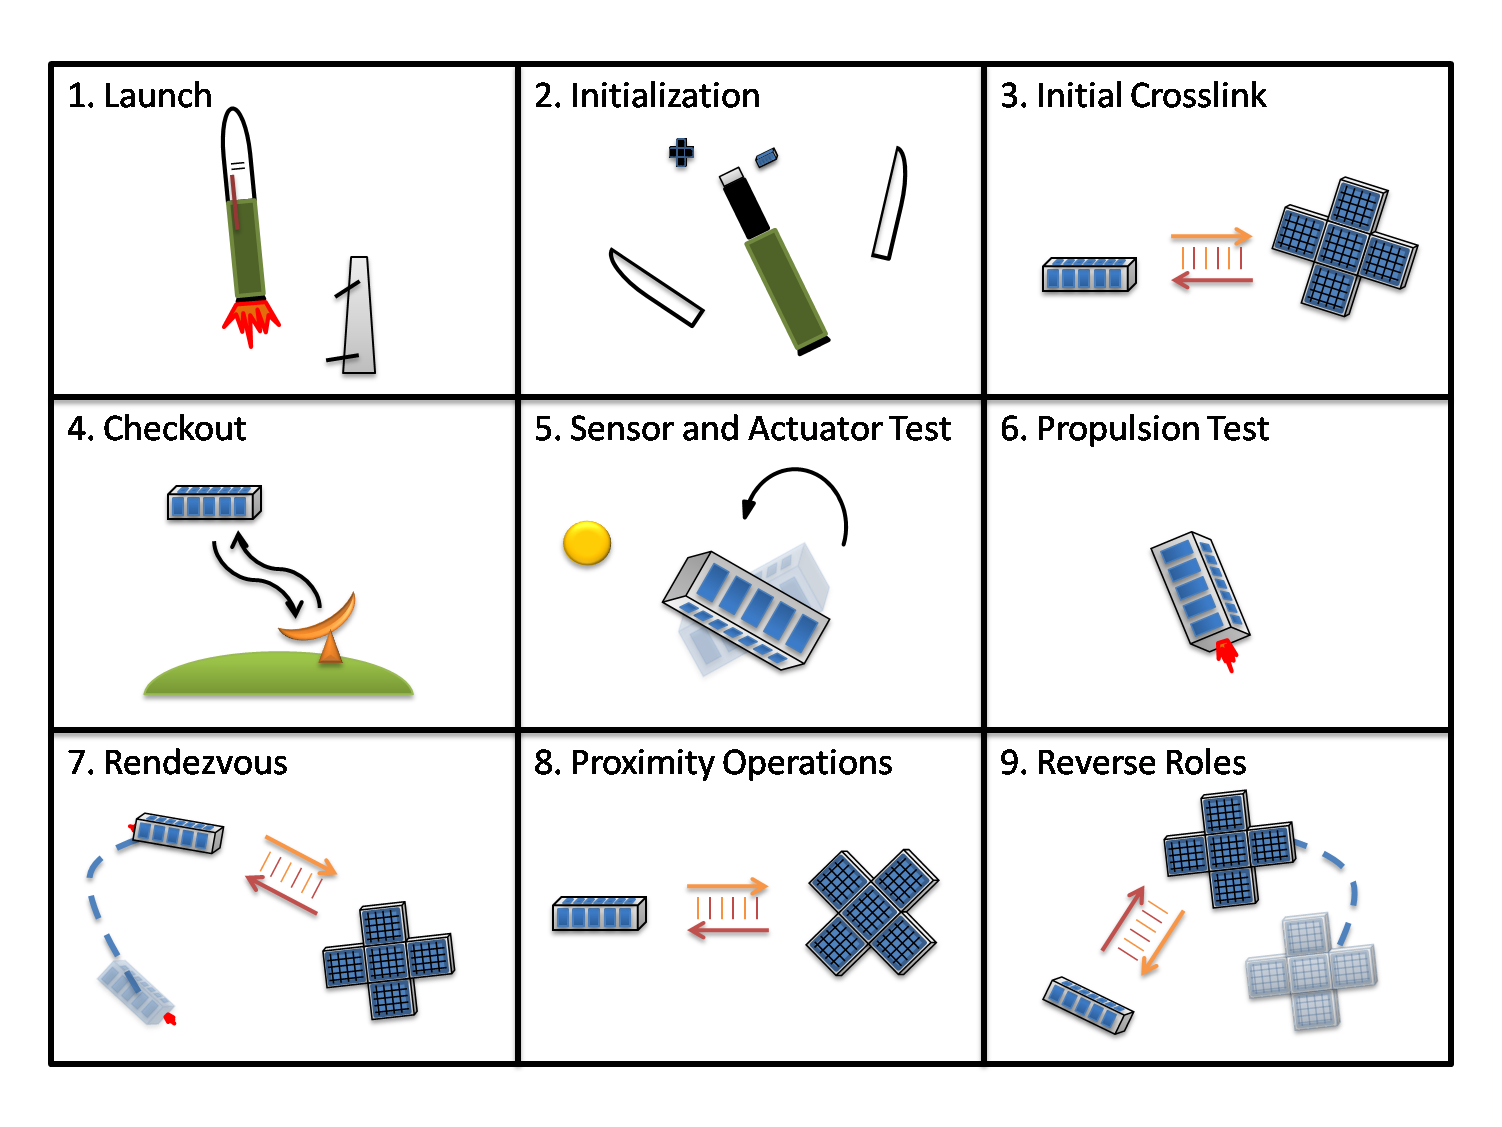 1. Launch
2. Initialization
3. Initial Crosslink
4. Checkout
5. Sensor and Actuator Test
6. Propulsion Test
7. Rendezvous
8. Proximity Operations
9. Reverse Roles